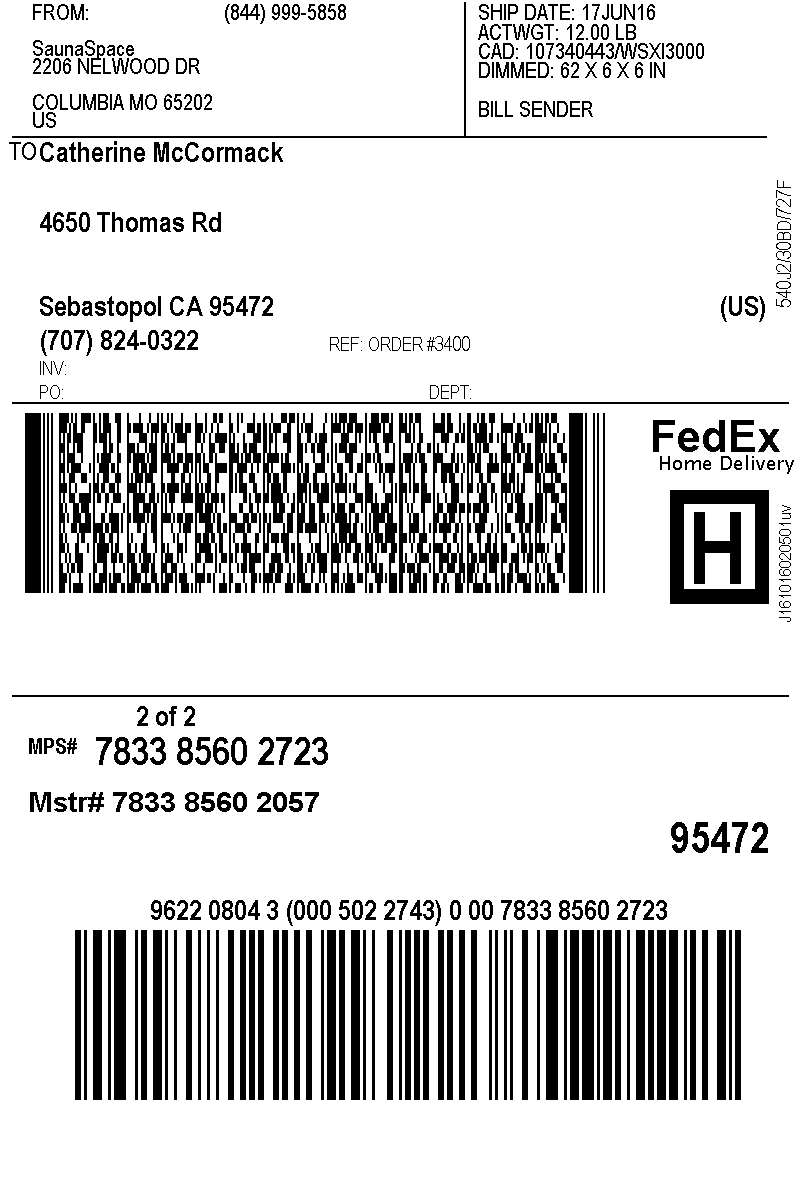 FROM: (844) 999-5858
SaunaSpace
2206 NELWOOD DR
COLUMBIA MO 65202
US
SHIP DATE: 17JUN16
ACTWGT: 12.00 LB
CAD: 107340443/WSXI3000
DIMMED: 62 X 6 X 6 IN
BILL SENDER
TO Catherine McCormack
4650 Thomas Rd
Sebastopol CA 95472 (US)
(707) 824-0322 REF: ORDER #3400
INV:
PO: DEPT:
540J2/30BD/727F
FedEx
Home Delivery
H
J161016020501uv
2 of 2
MPS# 7833 8560 2723
Mstr# 7833 8560 2057
95472
9622 0804 3 (000 502 2743) 0 00 7833 8560 2723